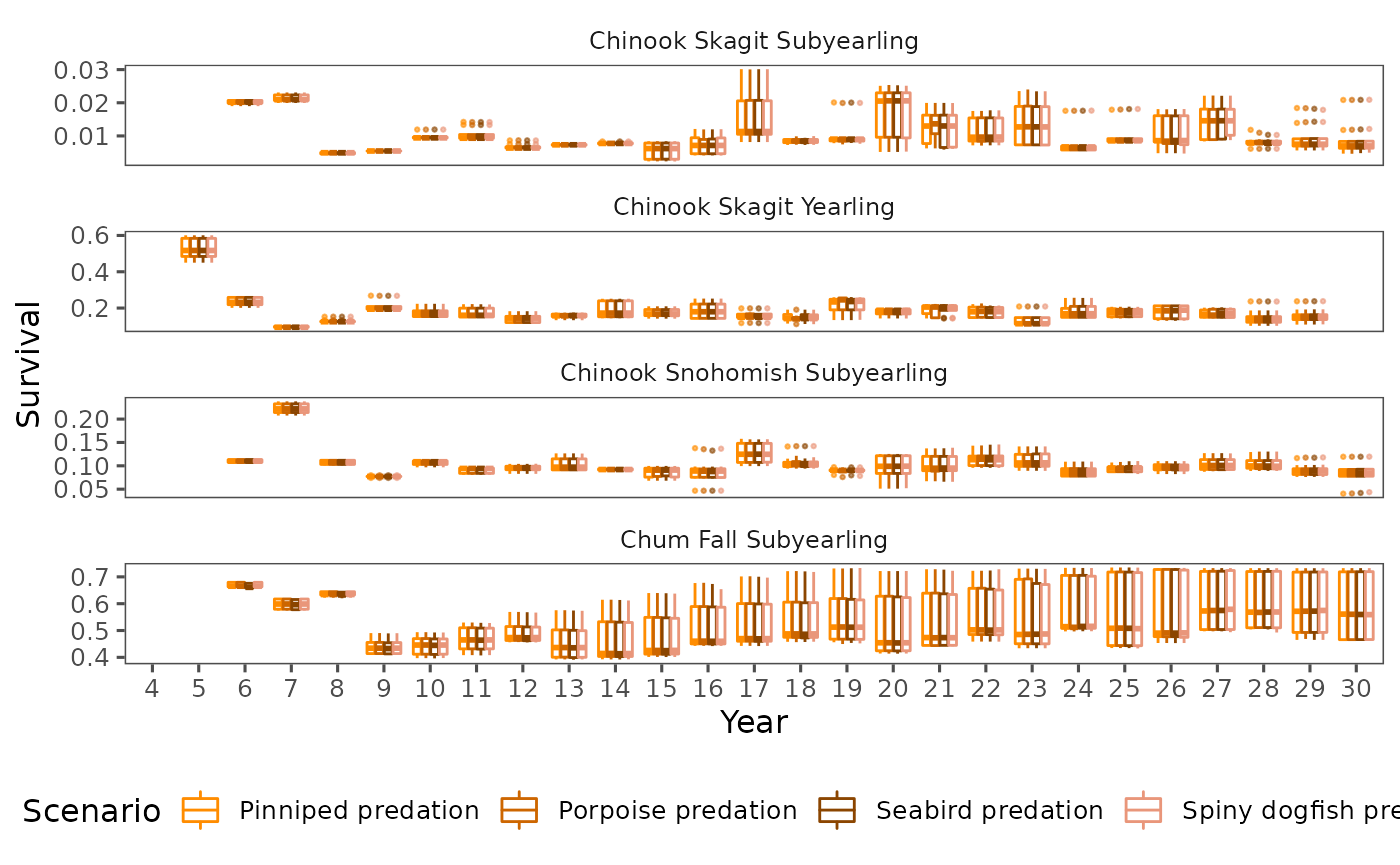 Chinook Skagit Subyearling
0.03
0.02
0.01
Chinook Skagit Yearling
0.6
0.4
0.2
Chinook Snohomish Subyearling
0.20
0.15
0.10
0.05
Chum Fall Subyearling
0.7
0.6
0.5
0.4
Survival
4 5 6 7 8 9 10 11 12 13 14 15 16 17 18 19 20 21 22 23 24 25 26 27 28 29 30
Year
Scenario Pinniped predation Porpoise predation Seabird predation Spiny dogfish pre